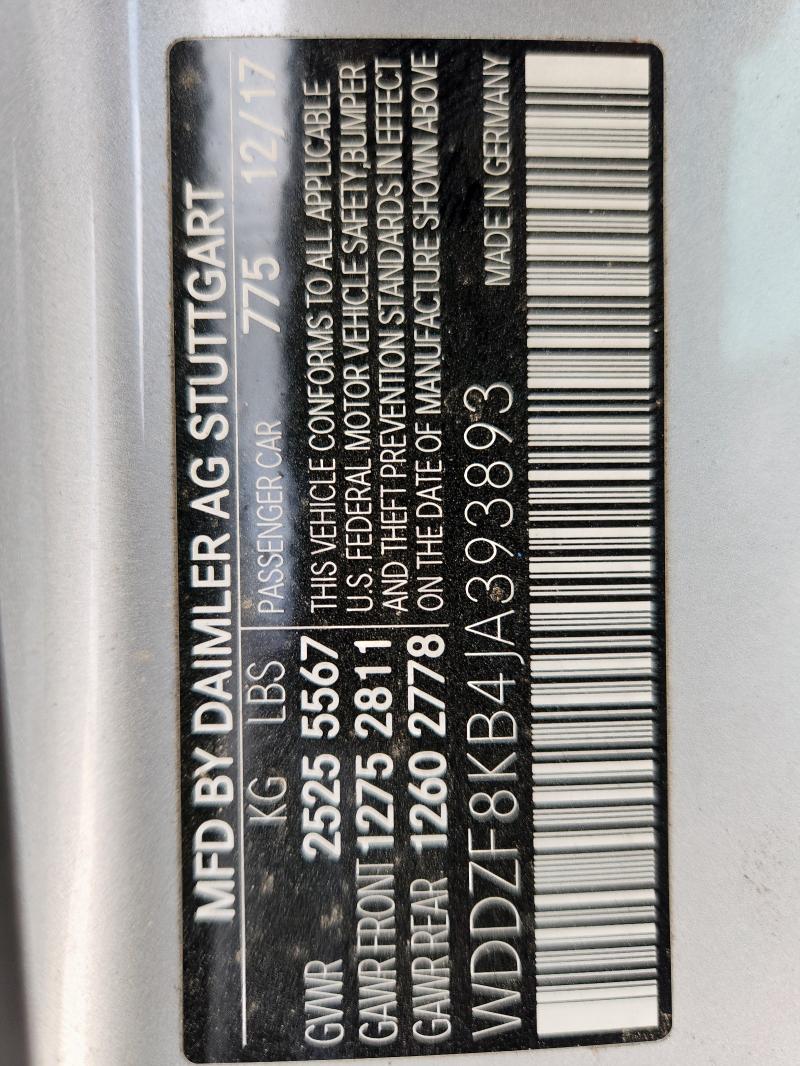 MFD BY DAIMLER AG STUTTGART
KG LBS PASSENGER CAR 775 12/17
GVWR 2525 5567 THIS VEHICLE CONFORMS TO ALL APPLICABLE
GAWR FRONT 1275 2811 U.S. FEDERAL MOTOR VEHICLE SAFETY,BUMPER
GAWR REAR 1260 2778 AND THEFT PREVENTION STANDARDS IN EFFECT
ON THE DATE OF MANUFACTURE SHOWN ABOVE
WDDZF8KB4JA393893 MADE IN GERMANY